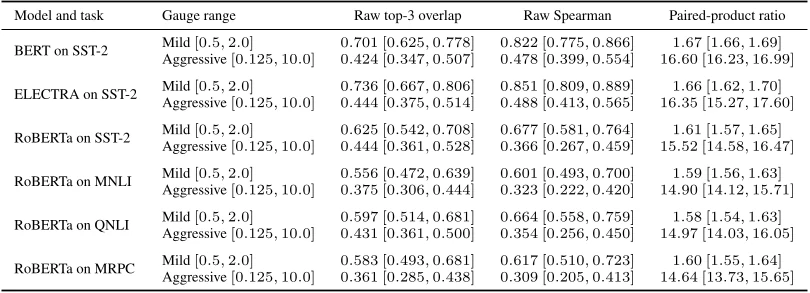 Model and task Gauge range Raw top-3 overlap Raw Spearman Paired-product ratio
BERT on SST-2 Mild [0.5, 2.0] 0.701 [0.625, 0.778] 0.822 [0.775, 0.866] 1.67 [1.66, 1.69]
Aggressive [0.125, 10.0] 0.424 [0.347, 0.507] 0.478 [0.399, 0.554] 16.60 [16.23, 16.99]
ELECTRA on SST-2 Mild [0.5, 2.0] 0.736 [0.667, 0.806] 0.851 [0.809, 0.889] 1.66 [1.62, 1.70]
Aggressive [0.125, 10.0] 0.444 [0.375, 0.514] 0.488 [0.413, 0.565] 16.35 [15.27, 17.60]
RoBERTa on SST-2 Mild [0.5, 2.0] 0.625 [0.542, 0.708] 0.677 [0.581, 0.764] 1.61 [1.57, 1.65]
Aggressive [0.125, 10.0] 0.444 [0.361, 0.528] 0.366 [0.267, 0.459] 15.52 [14.58, 16.47]
RoBERTa on MNLI Mild [0.5, 2.0] 0.556 [0.472, 0.639] 0.601 [0.493, 0.700] 1.59 [1.56, 1.63]
Aggressive [0.125, 10.0] 0.375 [0.306, 0.444] 0.323 [0.222, 0.420] 14.90 [14.12, 15.71]
RoBERTa on QNLI Mild [0.5, 2.0] 0.597 [0.514, 0.681] 0.664 [0.558, 0.759] 1.58 [1.54, 1.63]
Aggressive [0.125, 10.0] 0.431 [0.361, 0.500] 0.354 [0.256, 0.450] 14.97 [14.03, 16.05]
RoBERTa on MRPC Mild [0.5, 2.0] 0.583 [0.493, 0.681] 0.617 [0.510, 0.723] 1.60 [1.55, 1.64]
Aggressive [0.125, 10.0] 0.361 [0.285, 0.438] 0.309 [0.205, 0.413] 14.64 [13.73, 15.65]